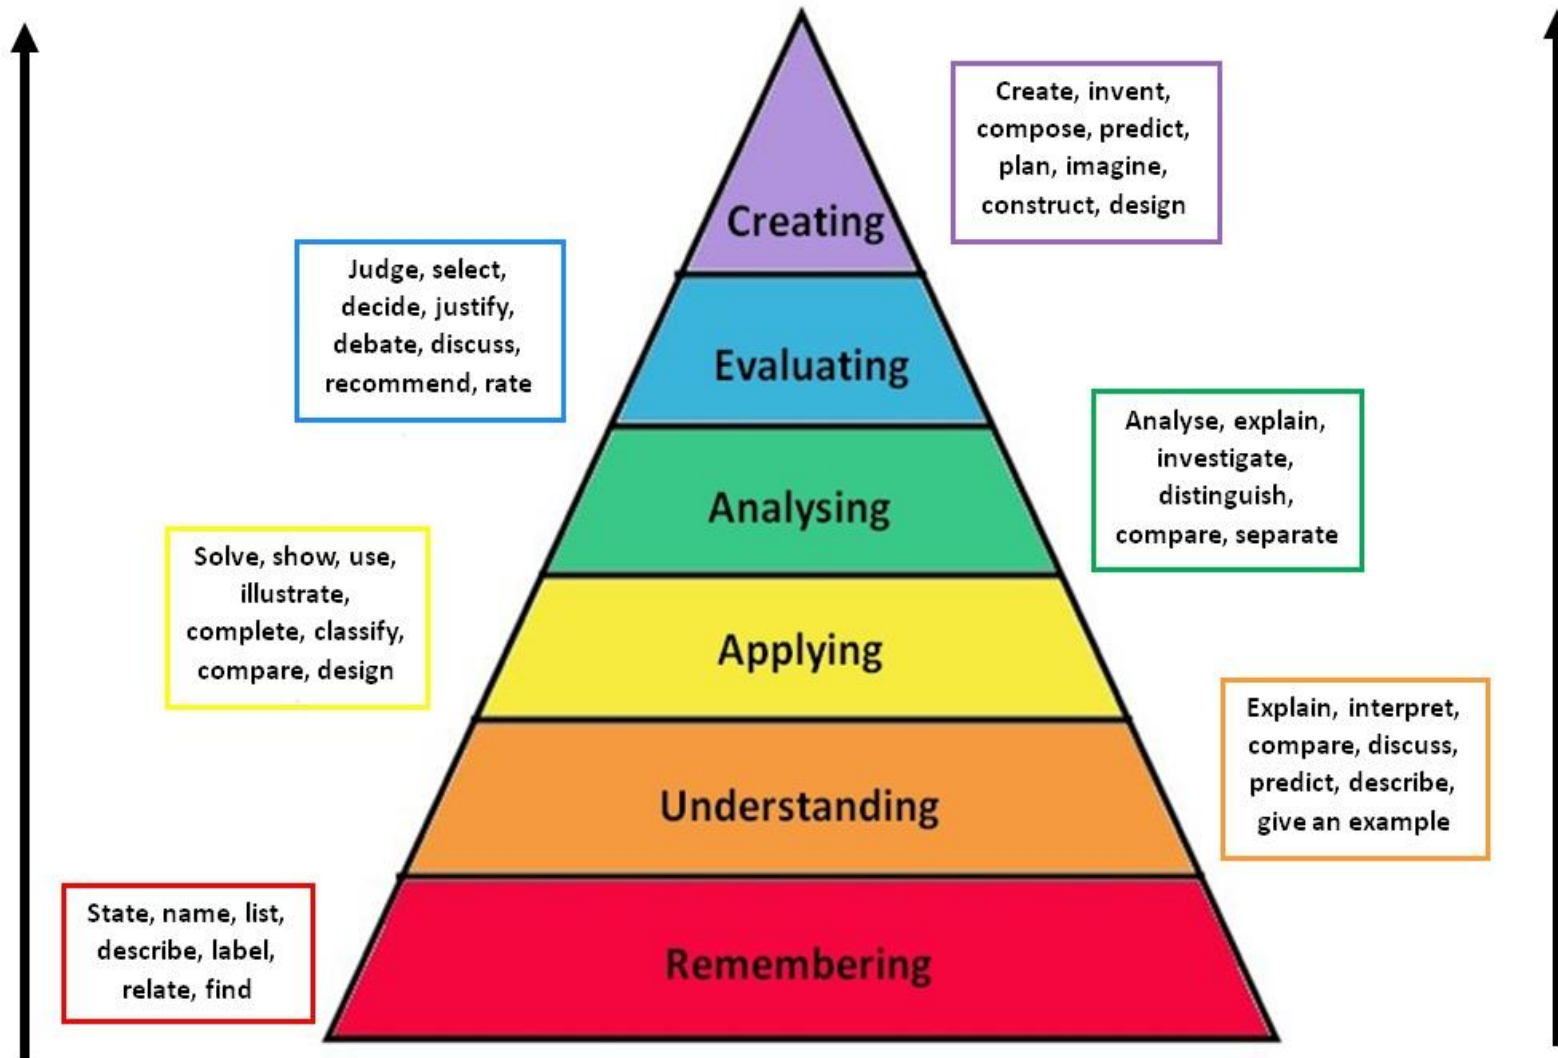 Create, invent,
compose, predict,
plan, imagine,
construct, design
Creating
Judge, select,
decide, justify,
debate, discuss,
recommend, rate
Evaluating
Analyse, explain,
investigate,
distinguish,
compare, separate
Analysing
Solve, show, use,
illustrate,
complete, classify,
compare, design
Applying
Explain, interpret,
compare, discuss,
predict, describe,
give an example
Understanding
State, name, list,
describe, label,
relate, find
Remembering